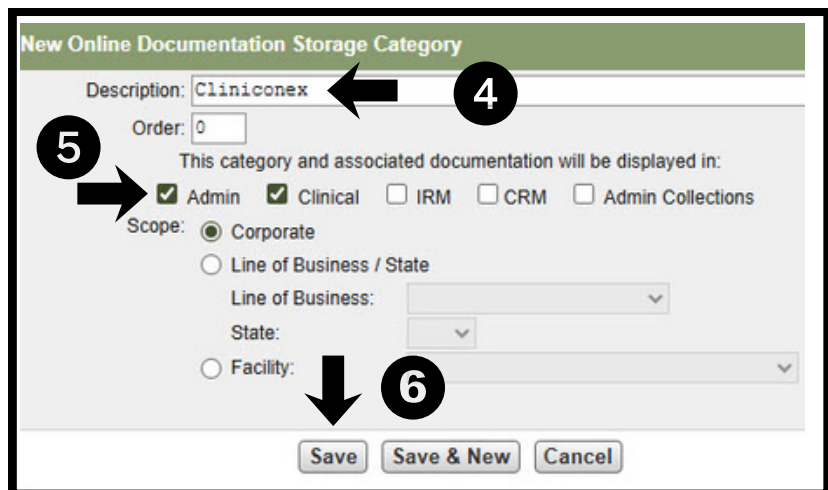 New Online Documentation Storage Category
Description: Cliniconex 4
Order: 0
5
This category and associated documentation will be displayed in:
Admin Clinical IRM CRM Admin Collections
Scope: Corporate
Line of Business / State
Line of Business:
State:
Facility:
6
Save Save & New Cancel